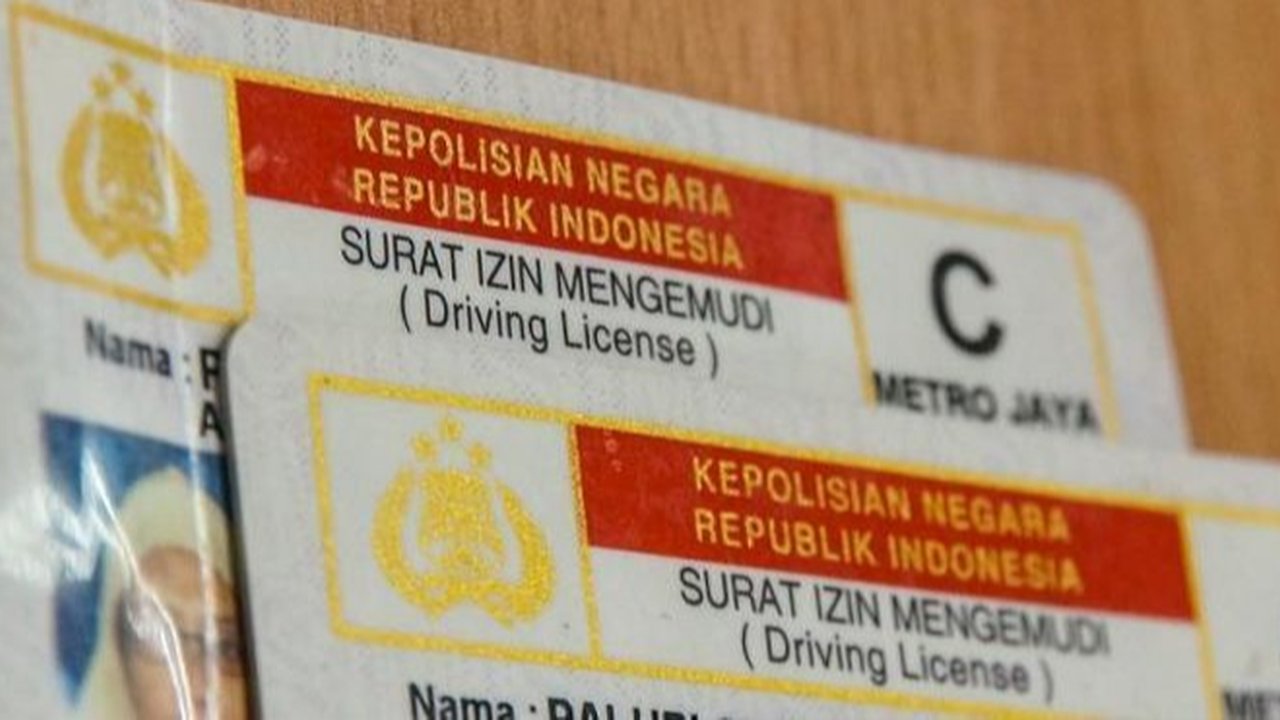 KEPOLISIAN NEGARA
REPUBLIK INDONESIA
SURAT IZIN MENGEMUDI
( Driving License )
C
METRO JAYA
Nama :
A
KEPOLISIAN NEGARA
REPUBLIK INDONESIA
SURAT IZIN MENGEMUDI
( Driving License )
Nama :